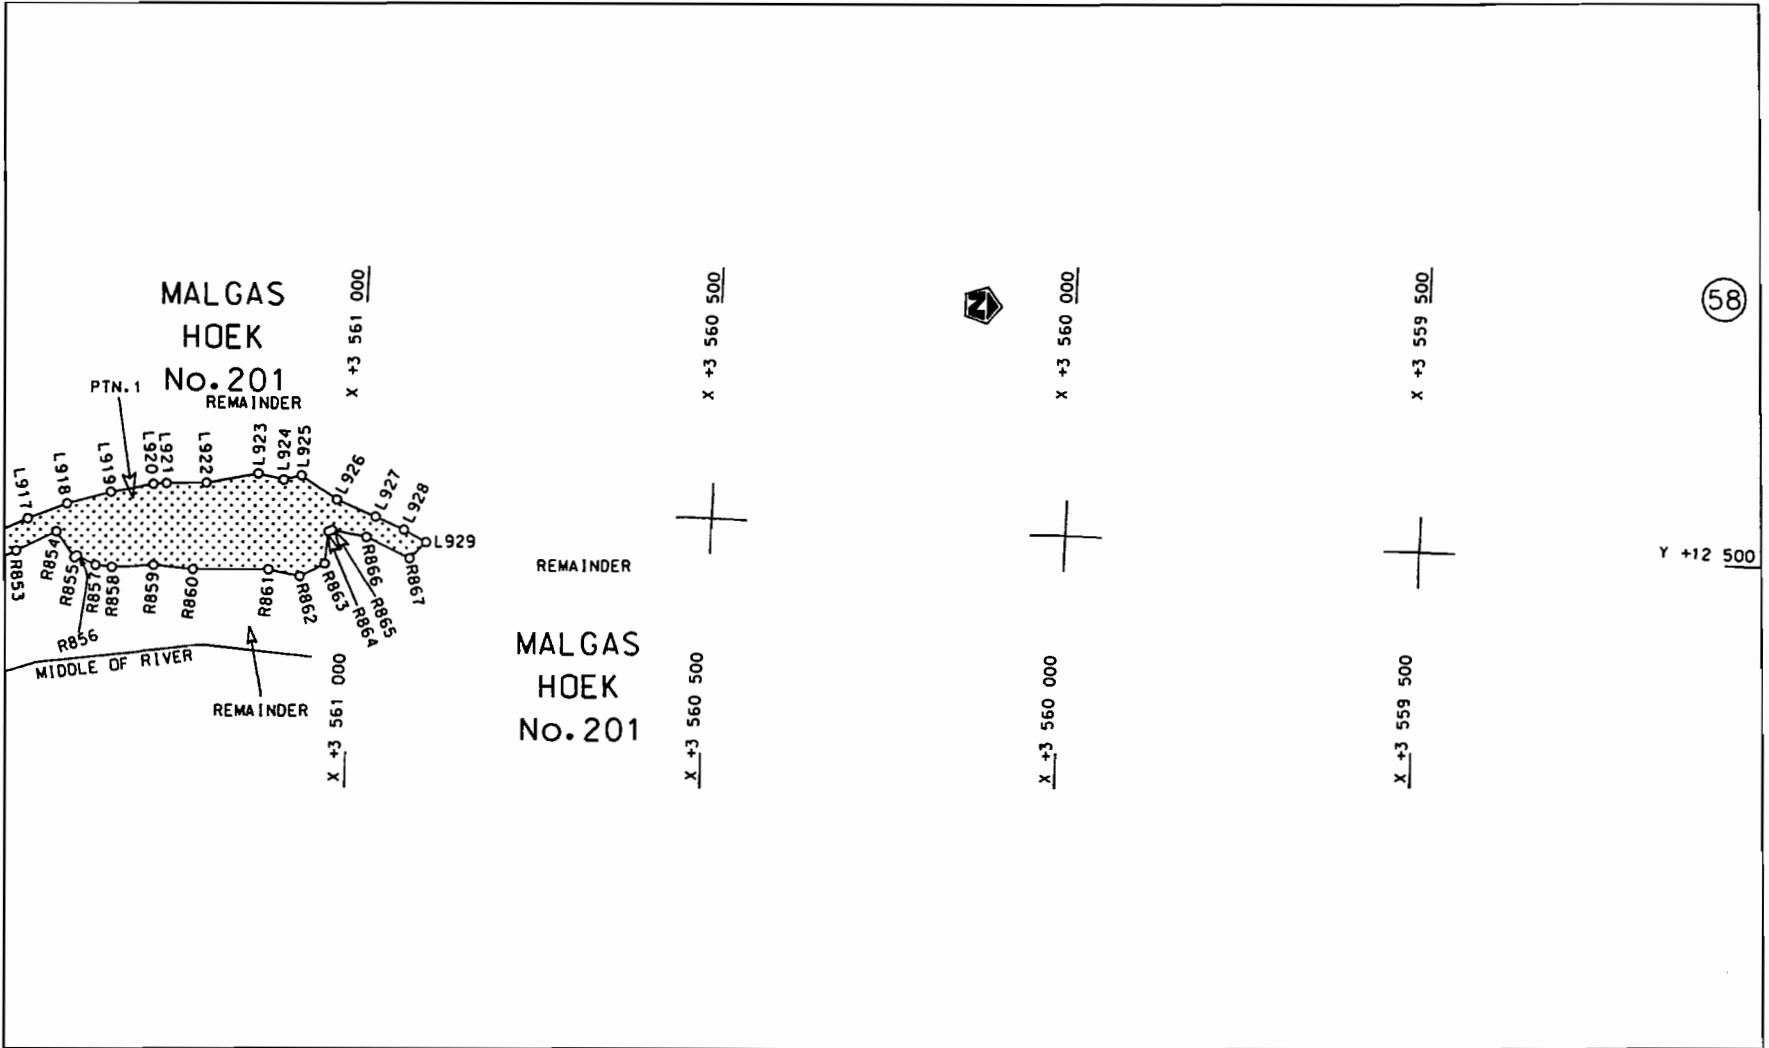 MALGAS
HOEK
No. 201
REMAINDER
PTN. 1
X +3 561 000
X +3 560 500
N
X +3 560 000
X +3 559 500
58
L917
L918
L919
L920
L921
L922
L923
L924
L925
L926
L927
L928
L929
R853
R854
R855
R856
R857
R858
R859
R860
R861
R862
R863
R864
R865
R866
R867
REMAINDER
Y +12 500
MIDDLE OF RIVER
REMAINDER
MALGAS
HOEK
No. 201
X +3 561 000
X +3 560 500
X +3 560 000
X +3 559 500